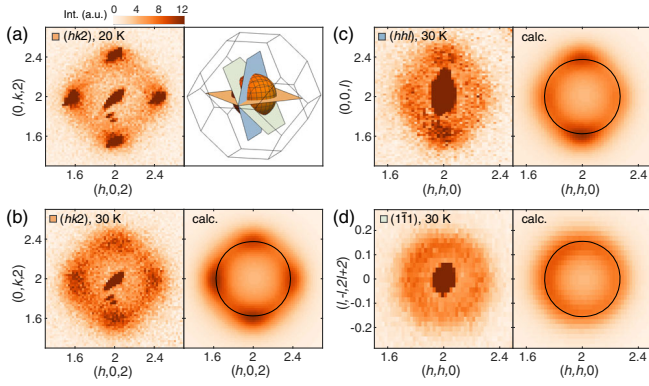 Int. (a.u.) 0 4 8 12
(a) (hk2), 20 K
2.4
2
1.6
(0,k,2)
1.6 2 2.4
(h,0,2)
(b) (hk2), 30 K calc.
2.4
2
1.6
(0,k,2)
1.6 2 2.4 1.6 2 2.4
(h,0,2) (h,0,2)
(c) (hhl), 30 K calc.
2.4
2
1.6
(0,0,l)
1.6 2 2.4 1.6 2 2.4
(h,h,0) (h,h,0)
(d) (11̄1), 30 K calc.
0.2
0.1
0
-0.1
-0.2
(l,-l,2l+2)
1.6 2 2.4 1.6 2 2.4
(h,h,0) (h,h,0)